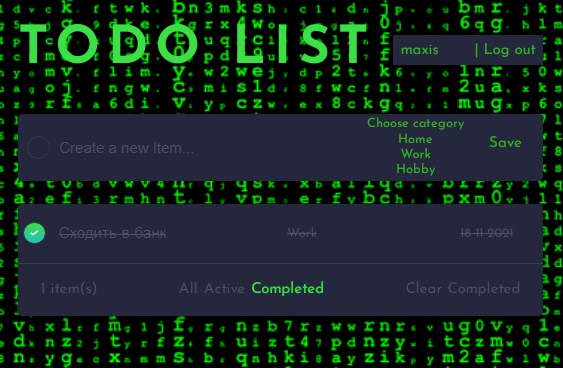 TODO LIST
maxis | Log out
Create a new Item...
Choose category
Home
Work
Hobby
Save
Сходить в банк Work 18-11-2021
1 item(s) All Active Completed Clear Completed